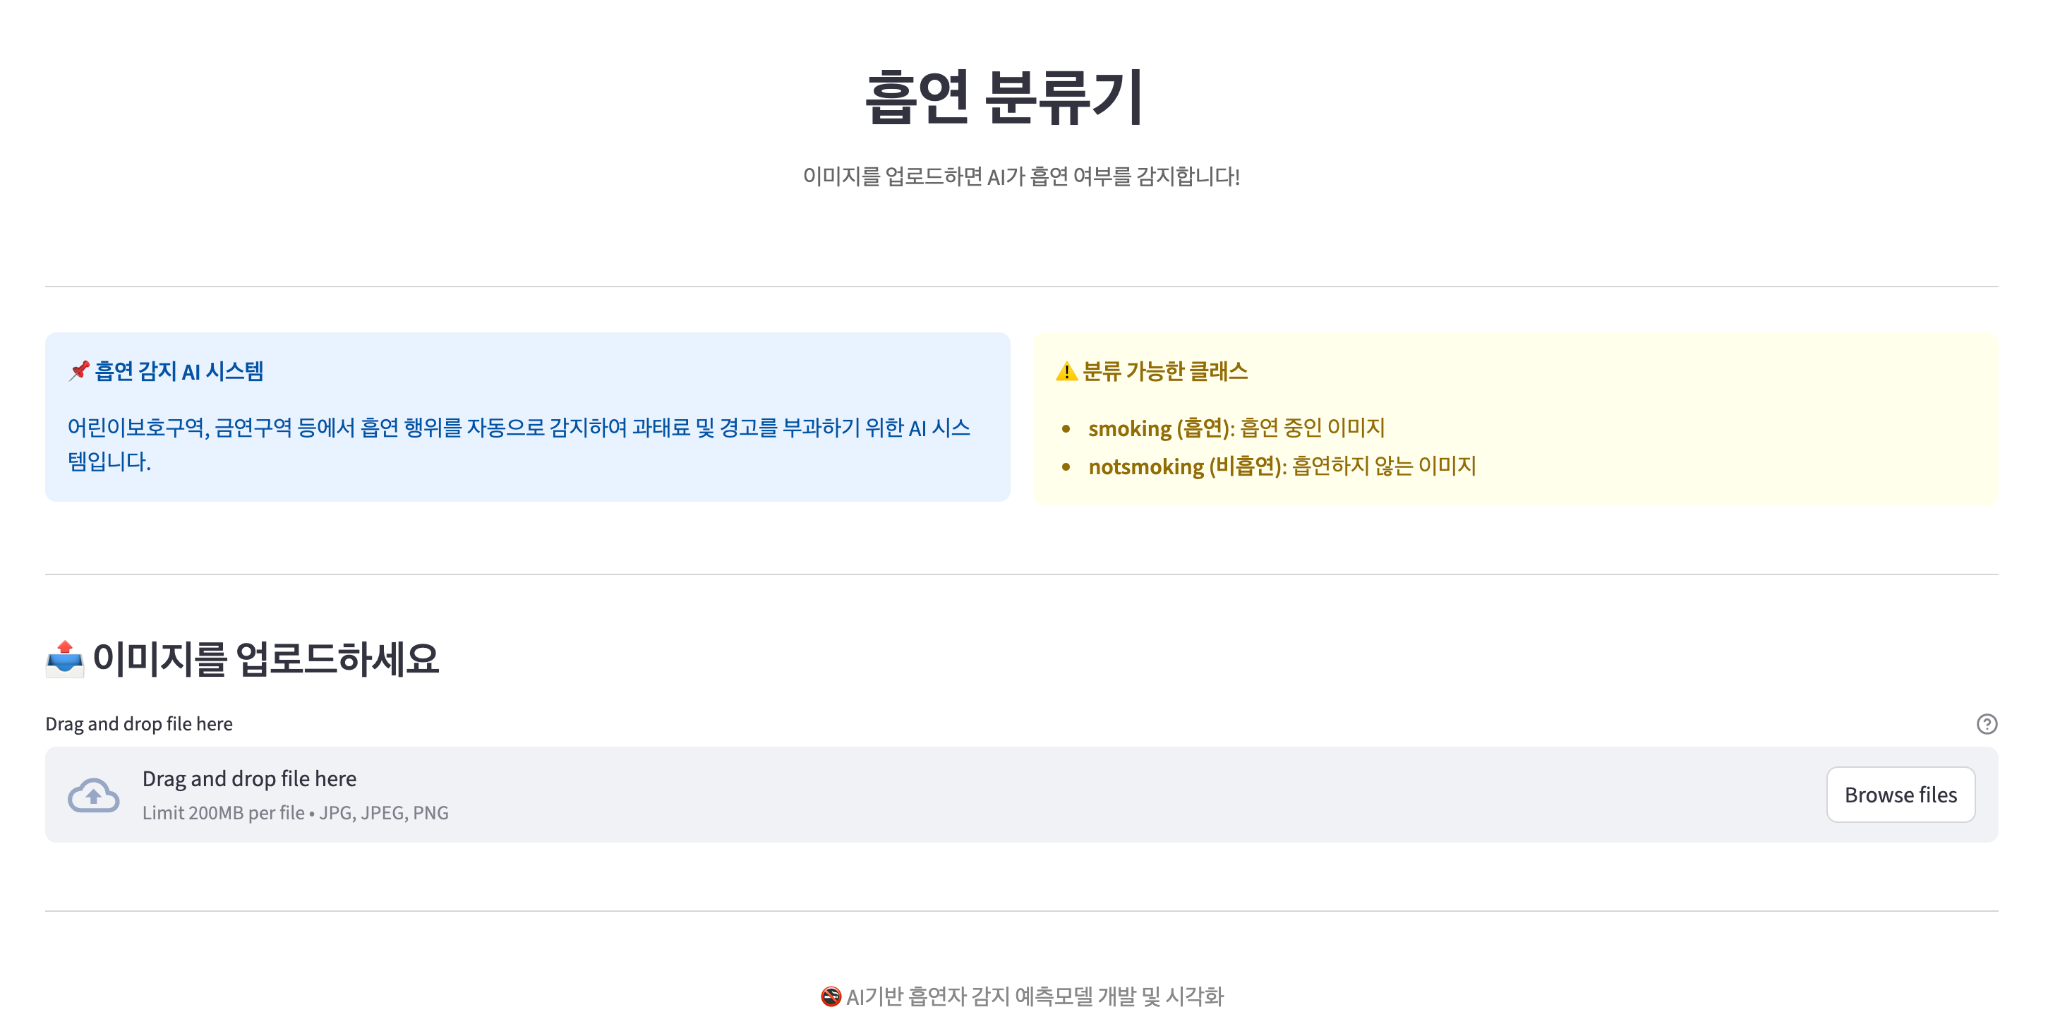 흡연 분류기
이미지를 업로드하면 AI가 흡연 여부를 감지합니다!
📌 흡연 감지 AI 시스템
어린이보호구역, 금연구역 등에서 흡연 행위를 자동으로 감지하여 과태료 및 경고를 부과하기 위한 AI 시스
템입니다.
⚠️ 분류 가능한 클래스
• smoking (흡연): 흡연 중인 이미지
• notsmoking (비흡연): 흡연하지 않는 이미지
📤 이미지를 업로드하세요
Drag and drop file here
Drag and drop file here
Limit 200MB per file • JPG, JPEG, PNG
Browse files
🚭 AI기반 흡연자 감지 예측모델 개발 및 시각화